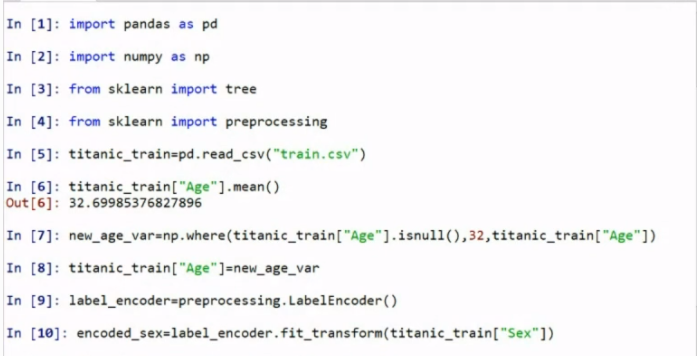 In [1]: import pandas as pd
In [2]: import numpy as np
In [3]: from sklearn import tree
In [4]: from sklearn import preprocessing
In [5]: titanic_train=pd.read_csv("train.csv")
In [6]: titanic_train["Age"].mean()
Out[6]: 32.69985376827896
In [7]: new_age_var=np.where(titanic_train["Age"].isnull(),32,titanic_train["Age"])
In [8]: titanic_train["Age"]=new_age_var
In [9]: label_encoder=preprocessing.LabelEncoder()
In [10]: encoded_sex=label_encoder.fit_transform(titanic_train["Sex"])